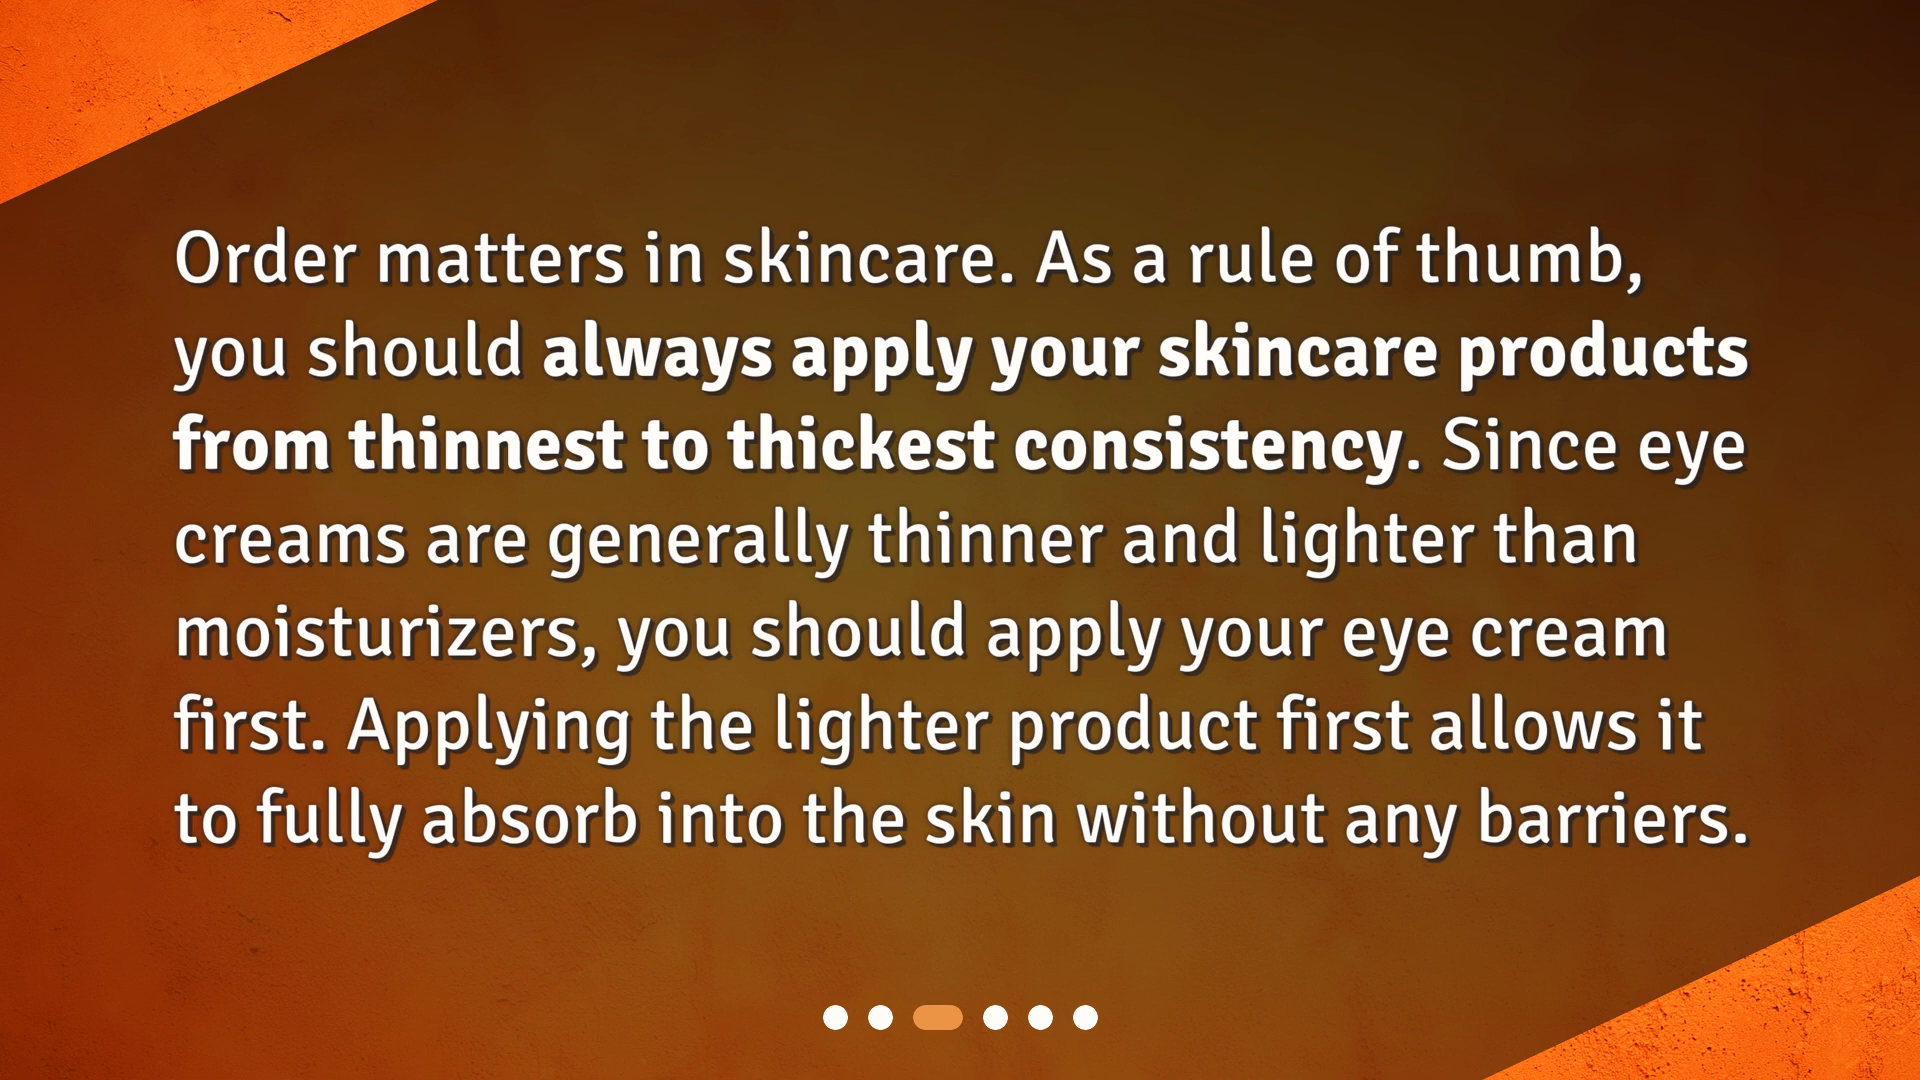 Order matters in skincare. As a rule of thumb,
you should always apply your skincare products
from thinnest to thickest consistency. Since eye
creams are generally thinner and lighter than
moisturizers, you should apply your eye cream
first. Applying the lighter product first allows it
to fully absorb into the skin without any barriers.